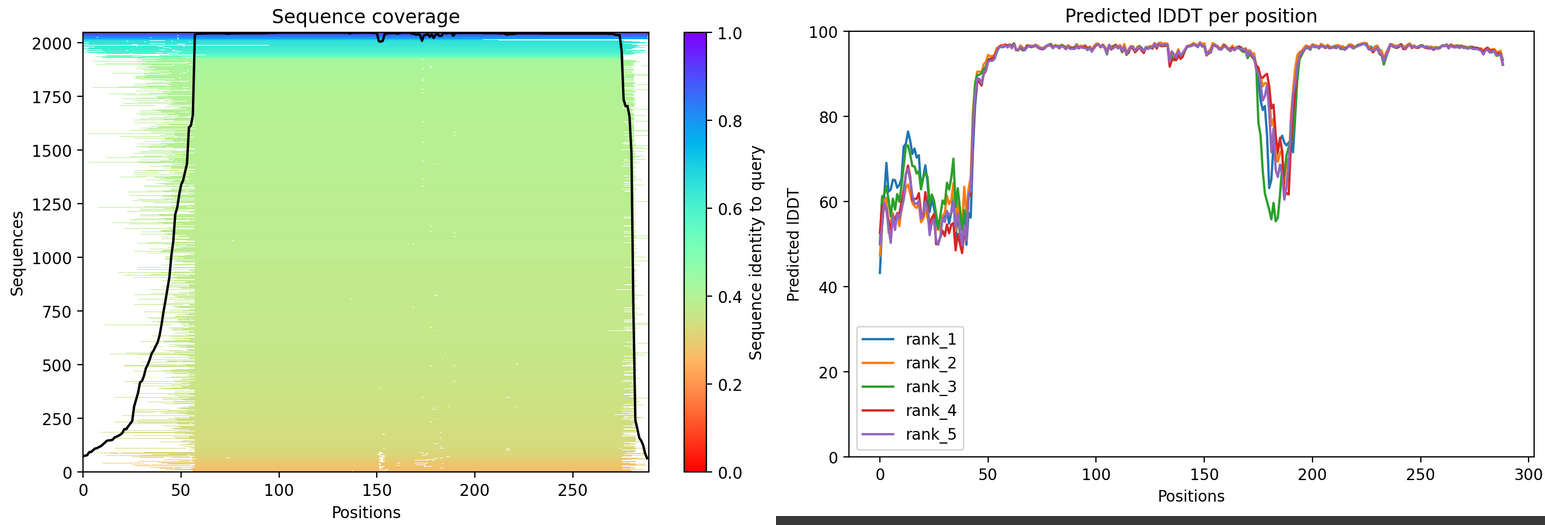 Sequence coverage
Sequences
2000
1750
1500
1250
1000
750
500
250
0
0 50 100 150 200 250
Positions
1.0
0.8
0.6
0.4
0.2
0.0
Sequence identity to query
Predicted lDDT per position
Predicted lDDT
100
80
60
40
20
0
rank_1
rank_2
rank_3
rank_4
rank_5
0 50 100 150 200 250 300
Positions